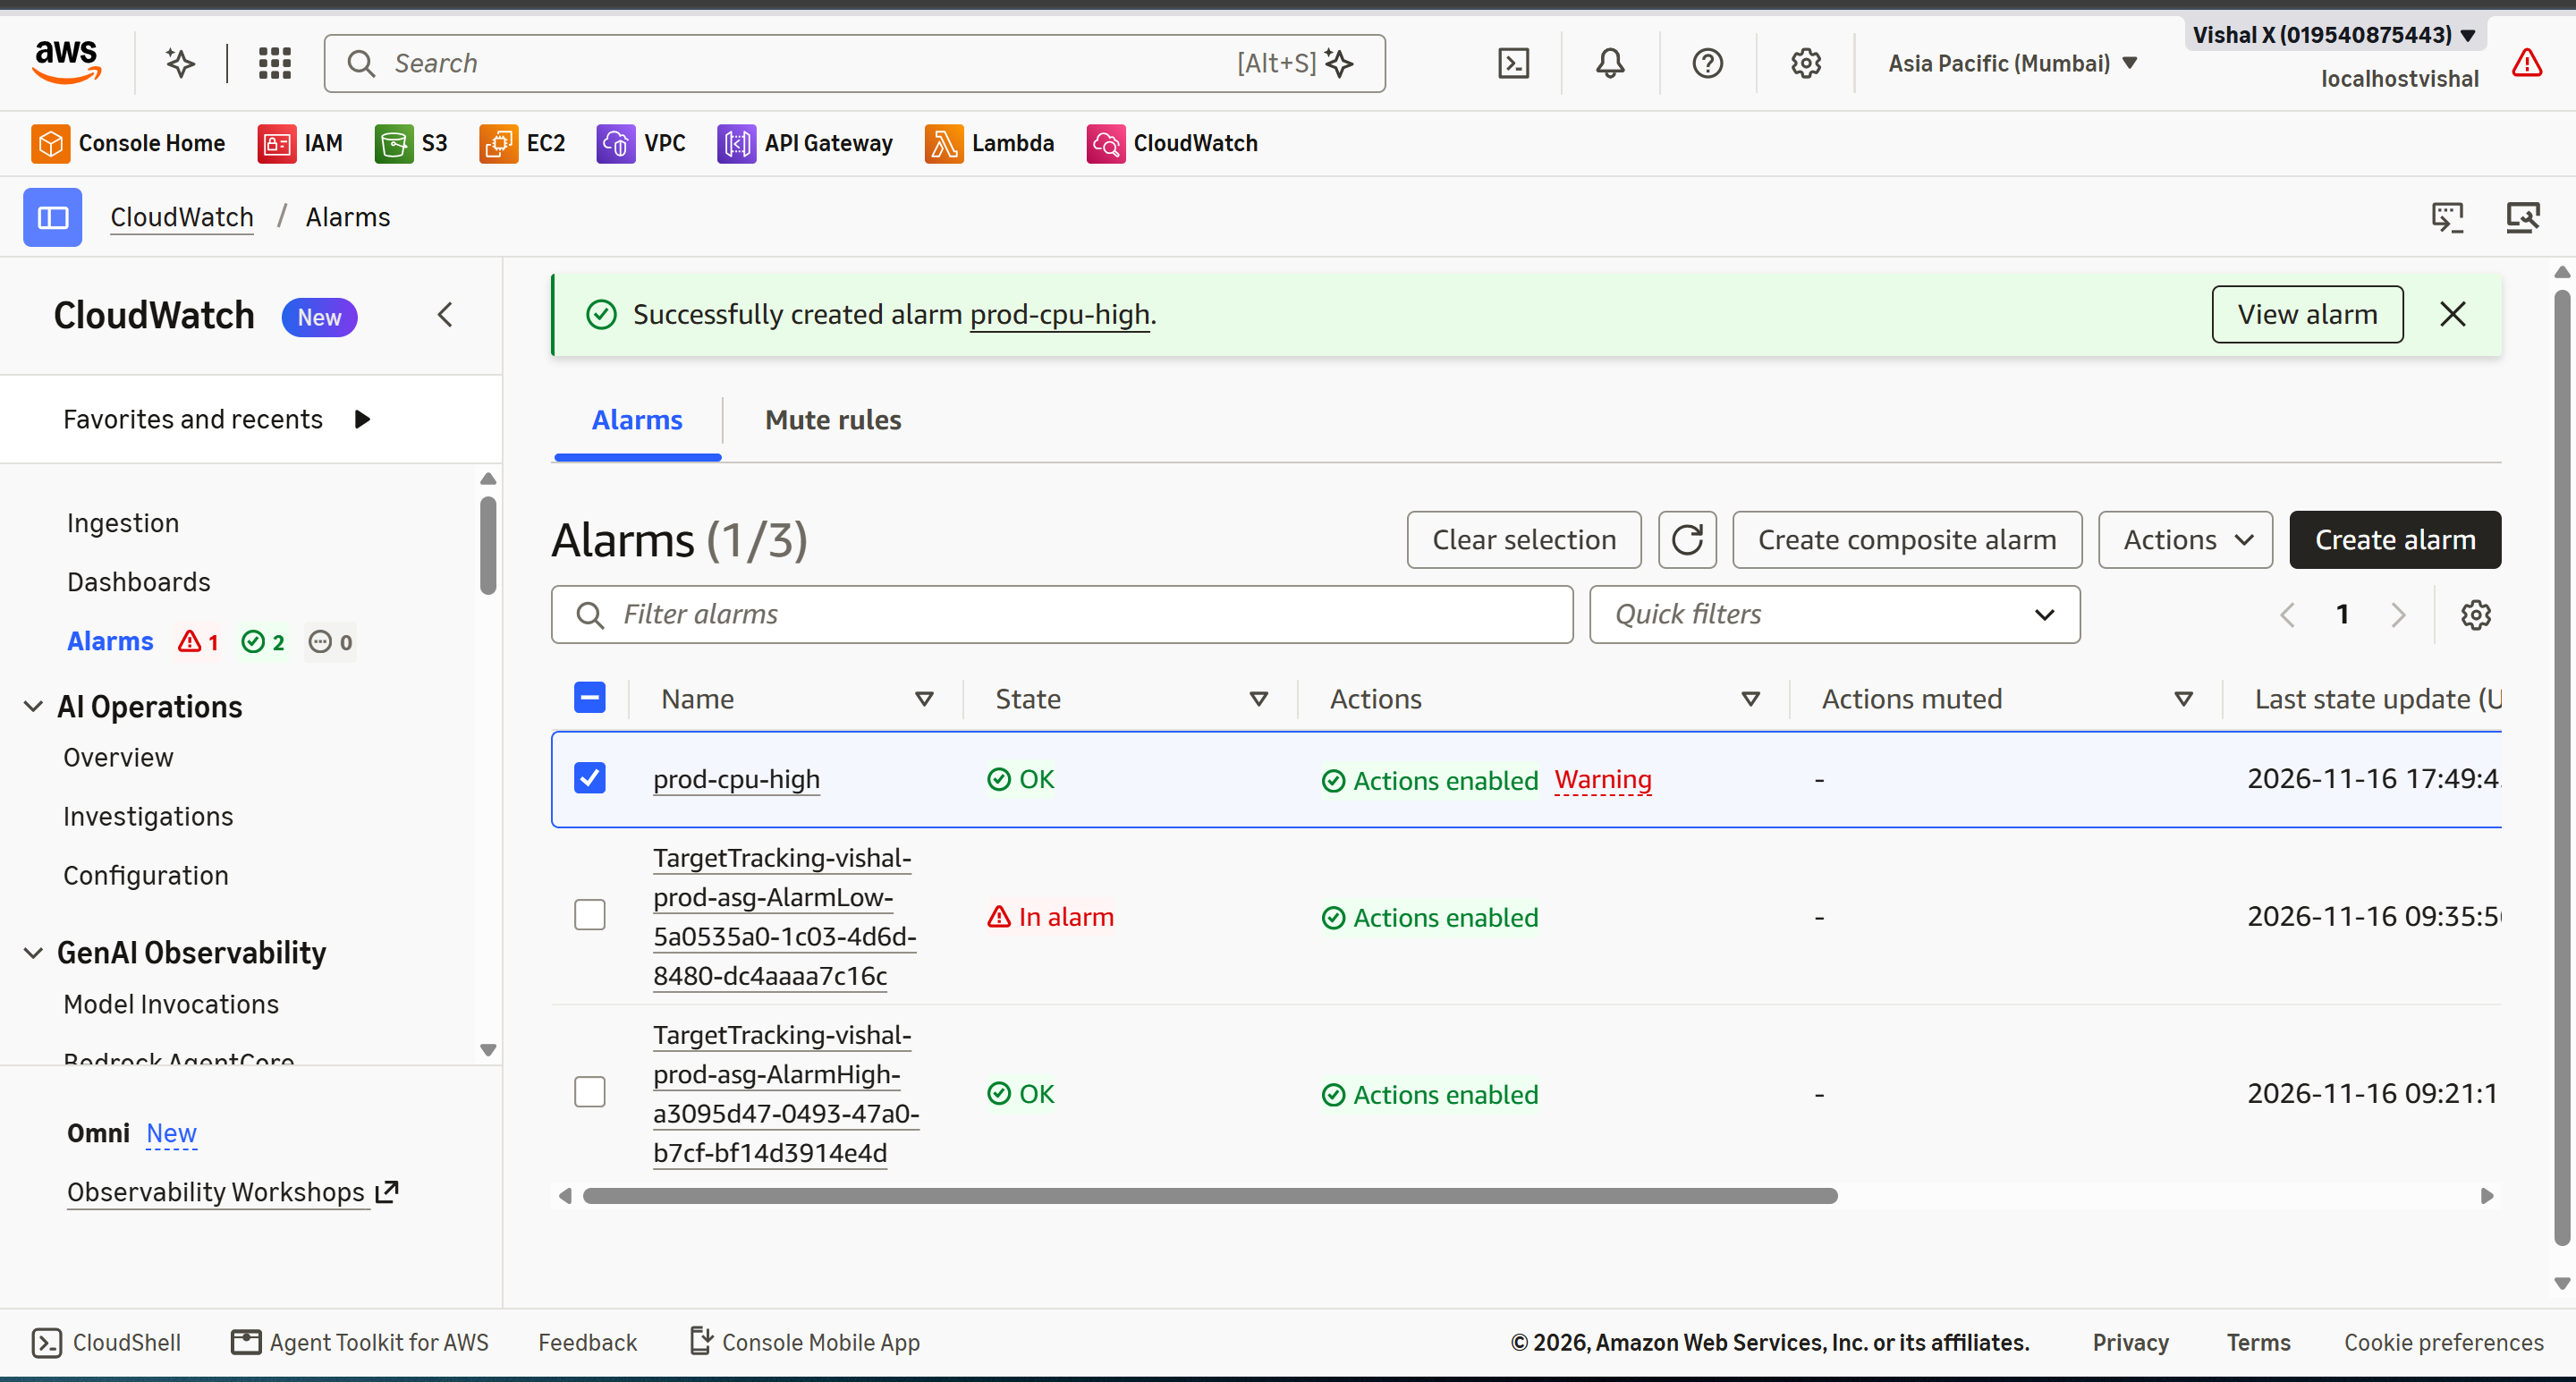 aws
Search
[Alt+S]
Asia Pacific (Mumbai)
Vishal X (019540875443)
localhostvishal
Console Home
IAM
S3
EC2
VPC
API Gateway
Lambda
CloudWatch
CloudWatch / Alarms
CloudWatch
New
Favorites and recents
Ingestion
Dashboards
Alarms 1 2 0
AI Operations
Overview
Investigations
Configuration
GenAI Observability
Model Invocations
Bedrock AgentCore
Omni New
Observability Workshops
Successfully created alarm prod-cpu-high.
View alarm
Alarms
Mute rules
Alarms (1/3)
Clear selection
Create composite alarm
Actions
Create alarm
Filter alarms
Quick filters
1
Name
State
Actions
Actions muted
Last state update (U
prod-cpu-high
OK
Actions enabled
Warning
-
2026-11-16 17:49:4
TargetTracking-vishal-
prod-asg-AlarmLow-
5a0535a0-1c03-4d6d-
8480-dc4aaaa7c16c
In alarm
Actions enabled
-
2026-11-16 09:35:5
TargetTracking-vishal-
prod-asg-AlarmHigh-
a3095d47-0493-47a0-
b7cf-bf14d3914e4d
OK
Actions enabled
-
2026-11-16 09:21:1
CloudShell
Agent Toolkit for AWS
Feedback
Console Mobile App
© 2026, Amazon Web Services, Inc. or its affiliates.
Privacy
Terms
Cookie preferences